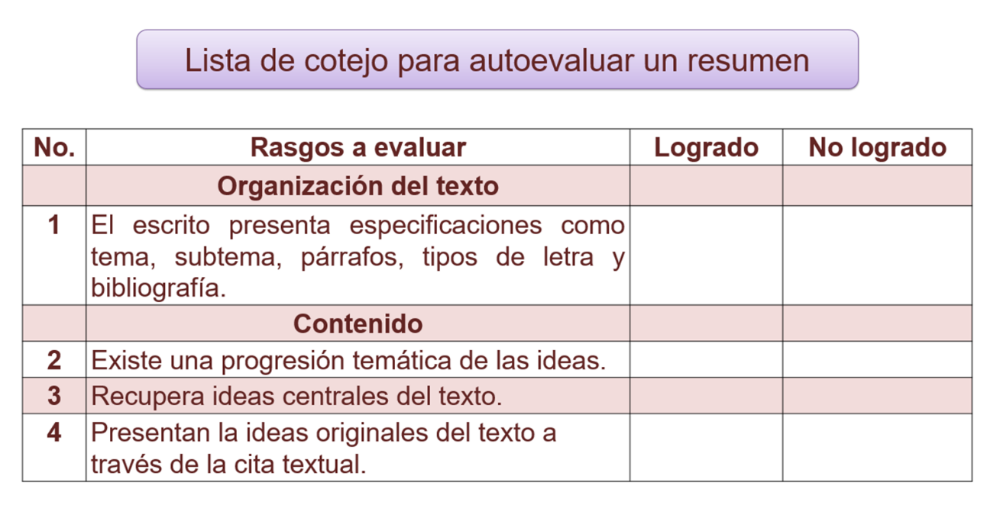 Lista de cotejo para autoevaluar un resumen
No. Rasgos a evaluar Logrado No logrado
Organización del texto
1 El escrito presenta especificaciones como
tema, subtema, párrafos, tipos de letra y
bibliografía.
Contenido
2 Existe una progresión temática de las ideas.
3 Recupera ideas centrales del texto.
4 Presentan la ideas originales del texto a
través de la cita textual.